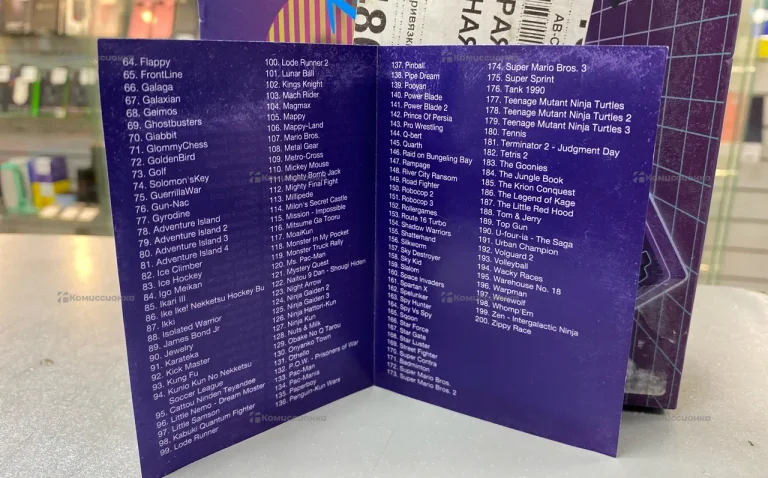 64. Flappy
65. FrontLine
66. Galaga
67. Galaxian
68. Geimos
69. Ghostbusters
70. Giabbit
71. GlommyChess
72. GoldenBird
73. Golf
74. Solomon'sKey
75. GuerrillaWar
76. Gun-Nac
77. Gyrodine
78. Adventure Island
79. Adventure Island 2
80. Adventure Island 3
81. Adventure Island 4
82. Ice Climber
83. Ice Hockey
84. Igo Meikan
85. Ikari III
86. Ike Ike! Nekketsu Hockey Bu
87. Ikki
88. Isolated Warrior
89. James Bond Jr
90. Jewelry
91. Karateka
92. Kick Master
93. Kung Fu
94. Kunio Kun No Nekketsu
Soccer League
95. Cattou Ninden Teyendee
96. Little Nemo - Dream Moster
97. Little Samson
98. Kabuki Quantum Fighter
99. Lode Runner
100. Lode Runner 2
101. Lunar Ball
102. Kings Knight
103. Mach Rider
104. Magmax
105. Mappy
106. Mappy-Land
107. Mario Bros.
108. Metal Gear
109. Metro-Cross
110. Mickey Mouse
111. Mighty Bomb Jack
112. Mighty Final Fight
113. Millipede
114. Milon's Secret Castle
115. Mission - Impossible
116. Mitsume Ga Tooru
117. MoaiKun
118. Monster In My Pocket
119. Monster Truck Rally
120. Ms. Pac-Man
121. Mystery Quest
122. Naitou 9 Dan - Shougi Hiden
123. Night Arrow
124. Ninja Gaiden 2
125. Ninja Gaiden 3
126. Ninja Hattori-Kun
127. Ninja Kun
128. Nuts & Milk
129. Obake No Q Tarou
130. Onyanko Town
131. Othello
132. P.O.W. - Prisoners of War
133. Pac-Man
134. Pac-Mania
135. Paperboy
136. Penguin-Kun Wars
137. Pinball
138. Pipe Dream
139. Pooyan
140. Power Blade
141. Power Blade 2
142. Prince Of Persia
143. Pro Wrestling
144. Q-bert
145. Quarth
146. Raid on Bungeling Bay
147. Rampage
148. River City Ransom
149. Road Fighter
150. Robocop 2
151. Robocop 3
152. Rollergames
153. Route 16 Turbo
154. Shadow Warriors
155. Shatterhand
156. Silkworm
157. Sky Destroyer
158. Sky Kid
159. Slalom
160. Space Invaders
161. Spartan X
162. Spelunker
163. Spy Hunter
164. Spy Vs Spy
165. Sqoon
166. Star Force
167. Star Gate
168. Star Luster
169. Street Fighter
170. Super Contra
171. Badminton
172. Super Mario Bros.
173. Super Mario Bros. 2
174. Super Mario Bros. 3
175. Super Sprint
176. Tank 1990
177. Teenage Mutant Ninja Turtles
178. Teenage Mutant Ninja Turtles 2
179. Teenage Mutant Ninja Turtles 3
180. Tennis
181. Terminator 2 - Judgment Day
182. Tetris 2
183. The Goonies
184. The Jungle Book
185. The Krion Conquest
186. The Legend of Kage
187. The Little Red Hood
188. Tom & Jerry
189. Top Gun
190. U-four-ia - The Saga
191. Urban Champion
192. Volguard 2
193. Volleyball
194. Wacky Races
195. Warehouse No. 18
196. Warpman
197. Werewolf
198. Whomp'Em
199. Zen - Intergalactic Ninja
200. Zippy Race
Комиссионка